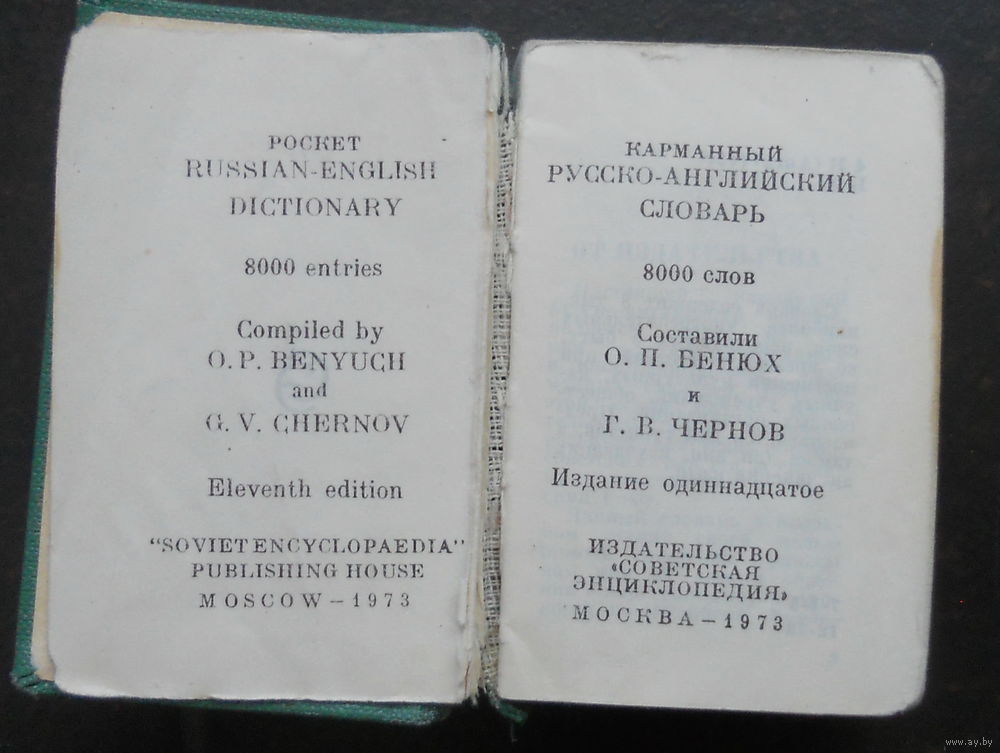 POCKET
RUSSIAN-ENGLISH
DICTIONARY
8000 entries
Compiled by
O. P. BENYUCH
and
G. V. CHERNOV
Eleventh edition
"SOVIET ENCYCLOPAEDIA"
PUBLISHING HOUSE
MOSCOW – 1973
КАРМАННЫЙ
РУССКО-АНГЛИЙСКИЙ
СЛОВАРЬ
8000 слов
Составили
О. П. БЕНЮХ
и
Г. В. ЧЕРНОВ
Издание одиннадцатое
ИЗДАТЕЛЬСТВО
«СОВЕТСКАЯ
ЭНЦИКЛОПЕДИЯ»
МОСКВА – 1973
www.ay.by